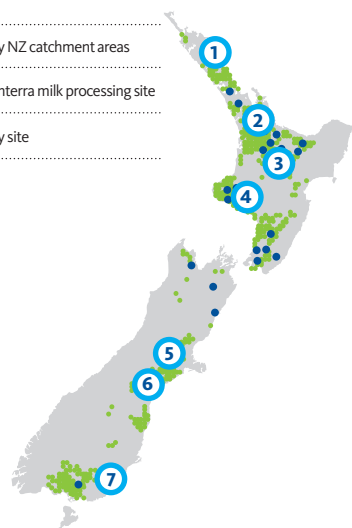 y NZ catchment areas
nterra milk processing site
y site
1
2
3
4
5
6
7